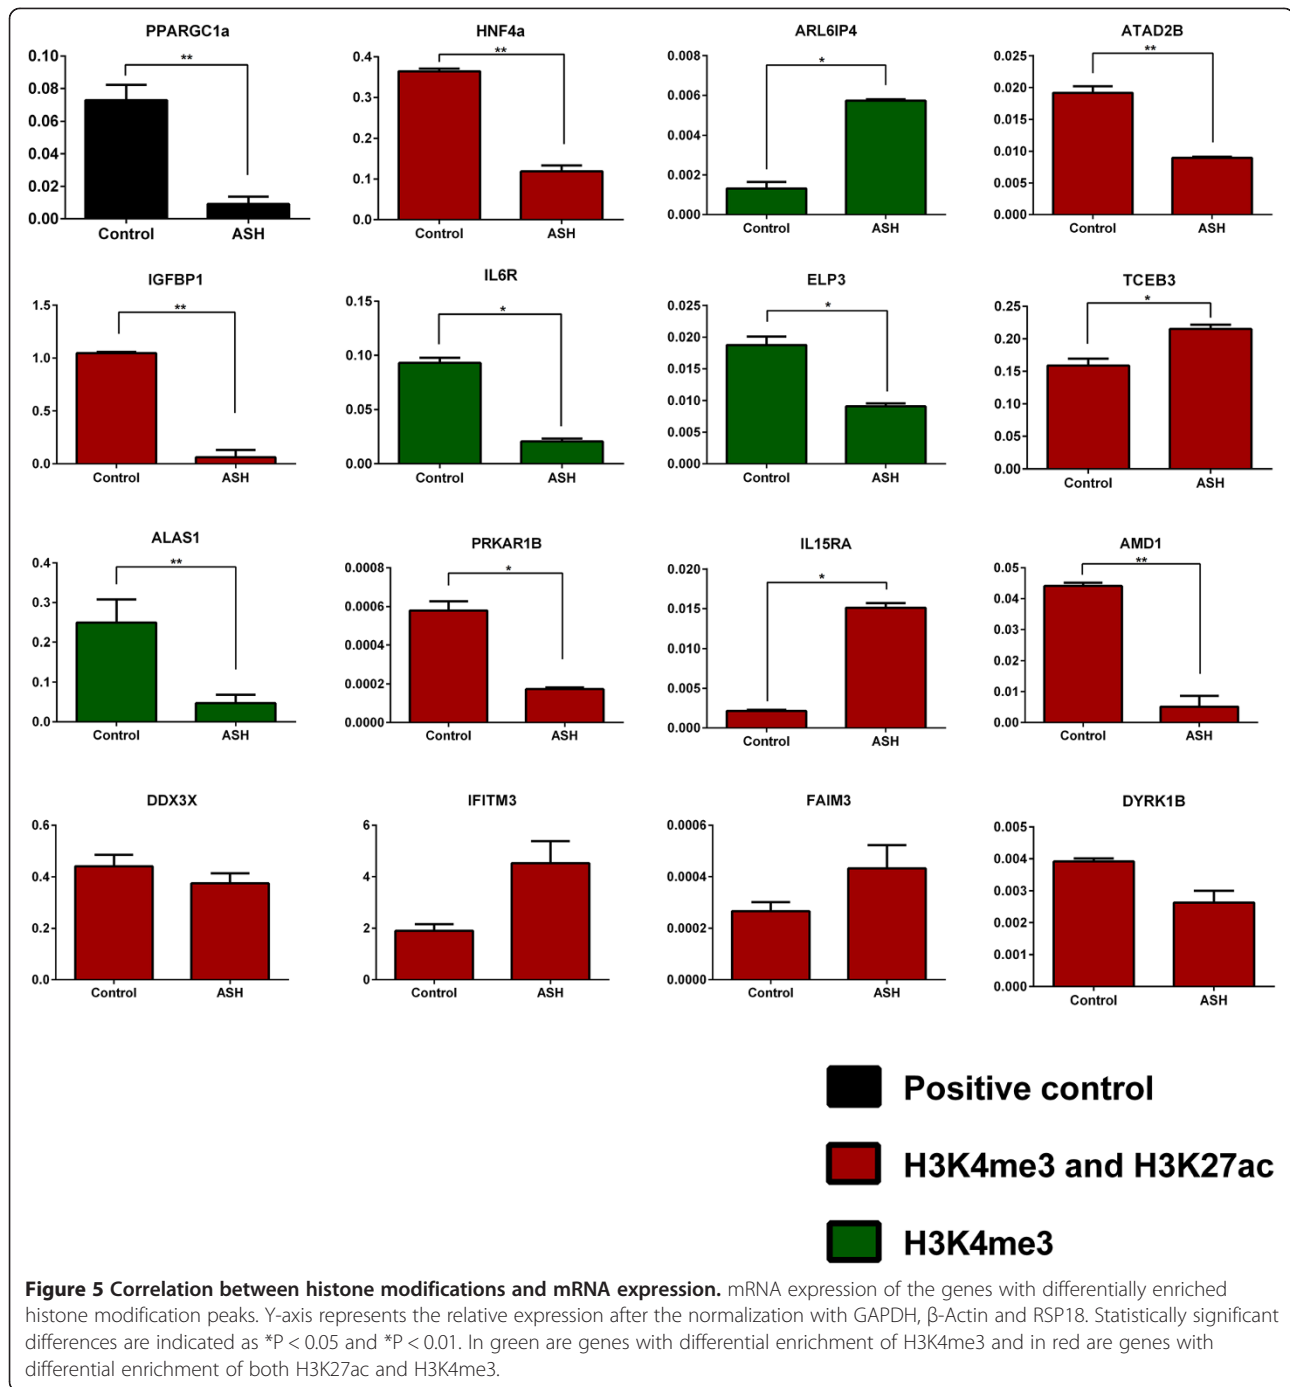 PPARGC1a
**
0.10
0.08
0.06
0.04
0.02
0.00
Control ASH
HNF4a
**
0.4
0.3
0.2
0.1
0.0
Control ASH
ARL6IP4
*
0.008
0.006
0.004
0.002
0.000
Control ASH
ATAD2B
**
0.025
0.020
0.015
0.010
0.005
0.000
Control ASH
IGFBP1
**
1.5
1.0
0.5
0.0
Control ASH
IL6R
*
0.15
0.10
0.05
0.00
Control ASH
ELP3
*
0.025
0.020
0.015
0.010
0.005
0.000
Control ASH
TCEB3
*
0.25
0.20
0.15
0.10
0.05
0.00
Control ASH
ALAS1
**
0.4
0.3
0.2
0.1
0.0
Control ASH
PRKAR1B
*
0.0008
0.0006
0.0004
0.0002
0.0000
Control ASH
IL15RA
*
0.020
0.015
0.010
0.005
0.000
Control ASH
AMD1
**
0.05
0.04
0.03
0.02
0.01
0.00
Control ASH
DDX3X
0.6
0.4
0.2
0.0
Control ASH
IFITM3
6
4
2
0
Control ASH
FAIM3
0.0006
0.0004
0.0002
0.0000
Control ASH
DYRK1B
0.005
0.004
0.003
0.002
0.001
0.000
Control ASH
Positive control
H3K4me3 and H3K27ac
H3K4me3
Figure 5 Correlation between histone modifications and mRNA expression. mRNA expression of the genes with differentially enriched
histone modification peaks. Y-axis represents the relative expression after the normalization with GAPDH, β-Actin and RSP18. Statistically significant
differences are indicated as *P < 0.05 and *P < 0.01. In green are genes with differential enrichment of H3K4me3 and in red are genes with
differential enrichment of both H3K27ac and H3K4me3.